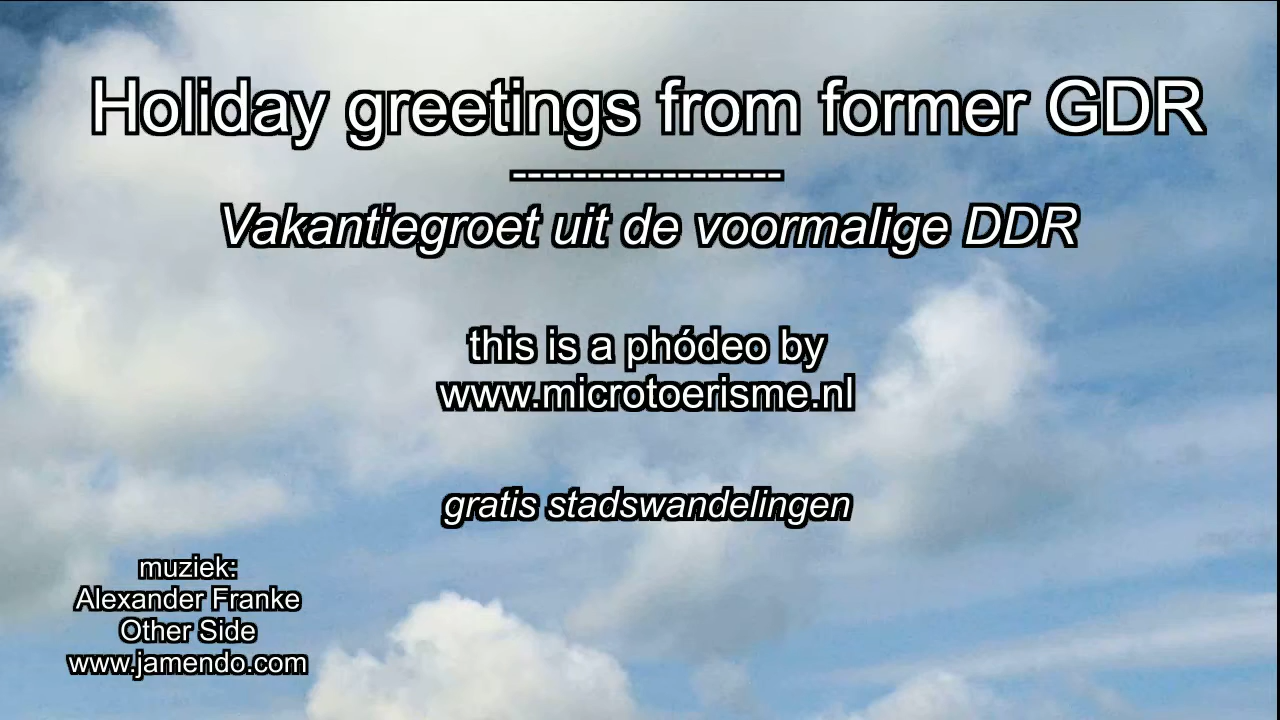 Holiday greetings from former GDR
------------------
Vakantiegroet uit de voormalige DDR
this is a phódeo by
www.microtoerisme.nl
gratis stadswandelingen
muziek:
Alexander Franke
Other Side
www.jamendo.com